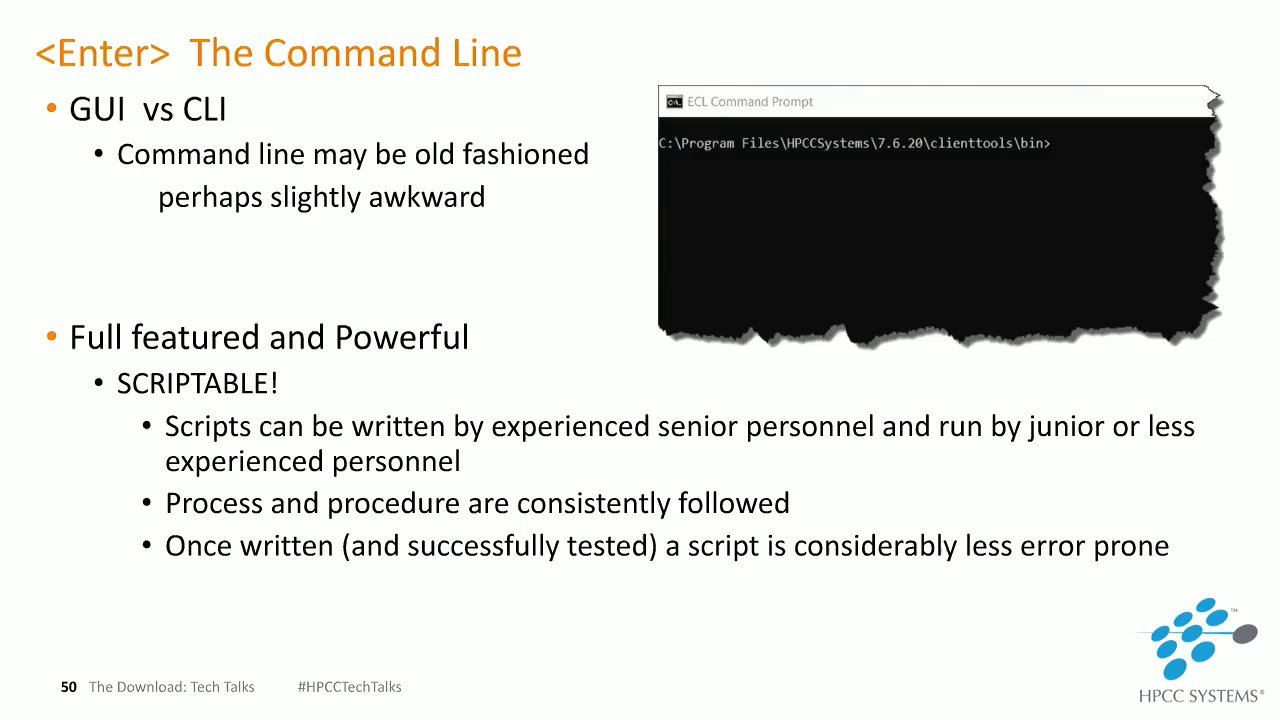 <Enter> The Command Line
• GUI vs CLI
• Command line may be old fashioned
perhaps slightly awkward
ECL Command Prompt
C:\Program Files\HPCCSystems\7.6.20\clienttools\bin>
• Full featured and Powerful
• SCRIPTABLE!
• Scripts can be written by experienced senior personnel and run by junior or less
experienced personnel
• Process and procedure are consistently followed
• Once written (and successfully tested) a script is considerably less error prone
50 The Download: Tech Talks #HPCCTechTalks
™
HPCC SYSTEMS®